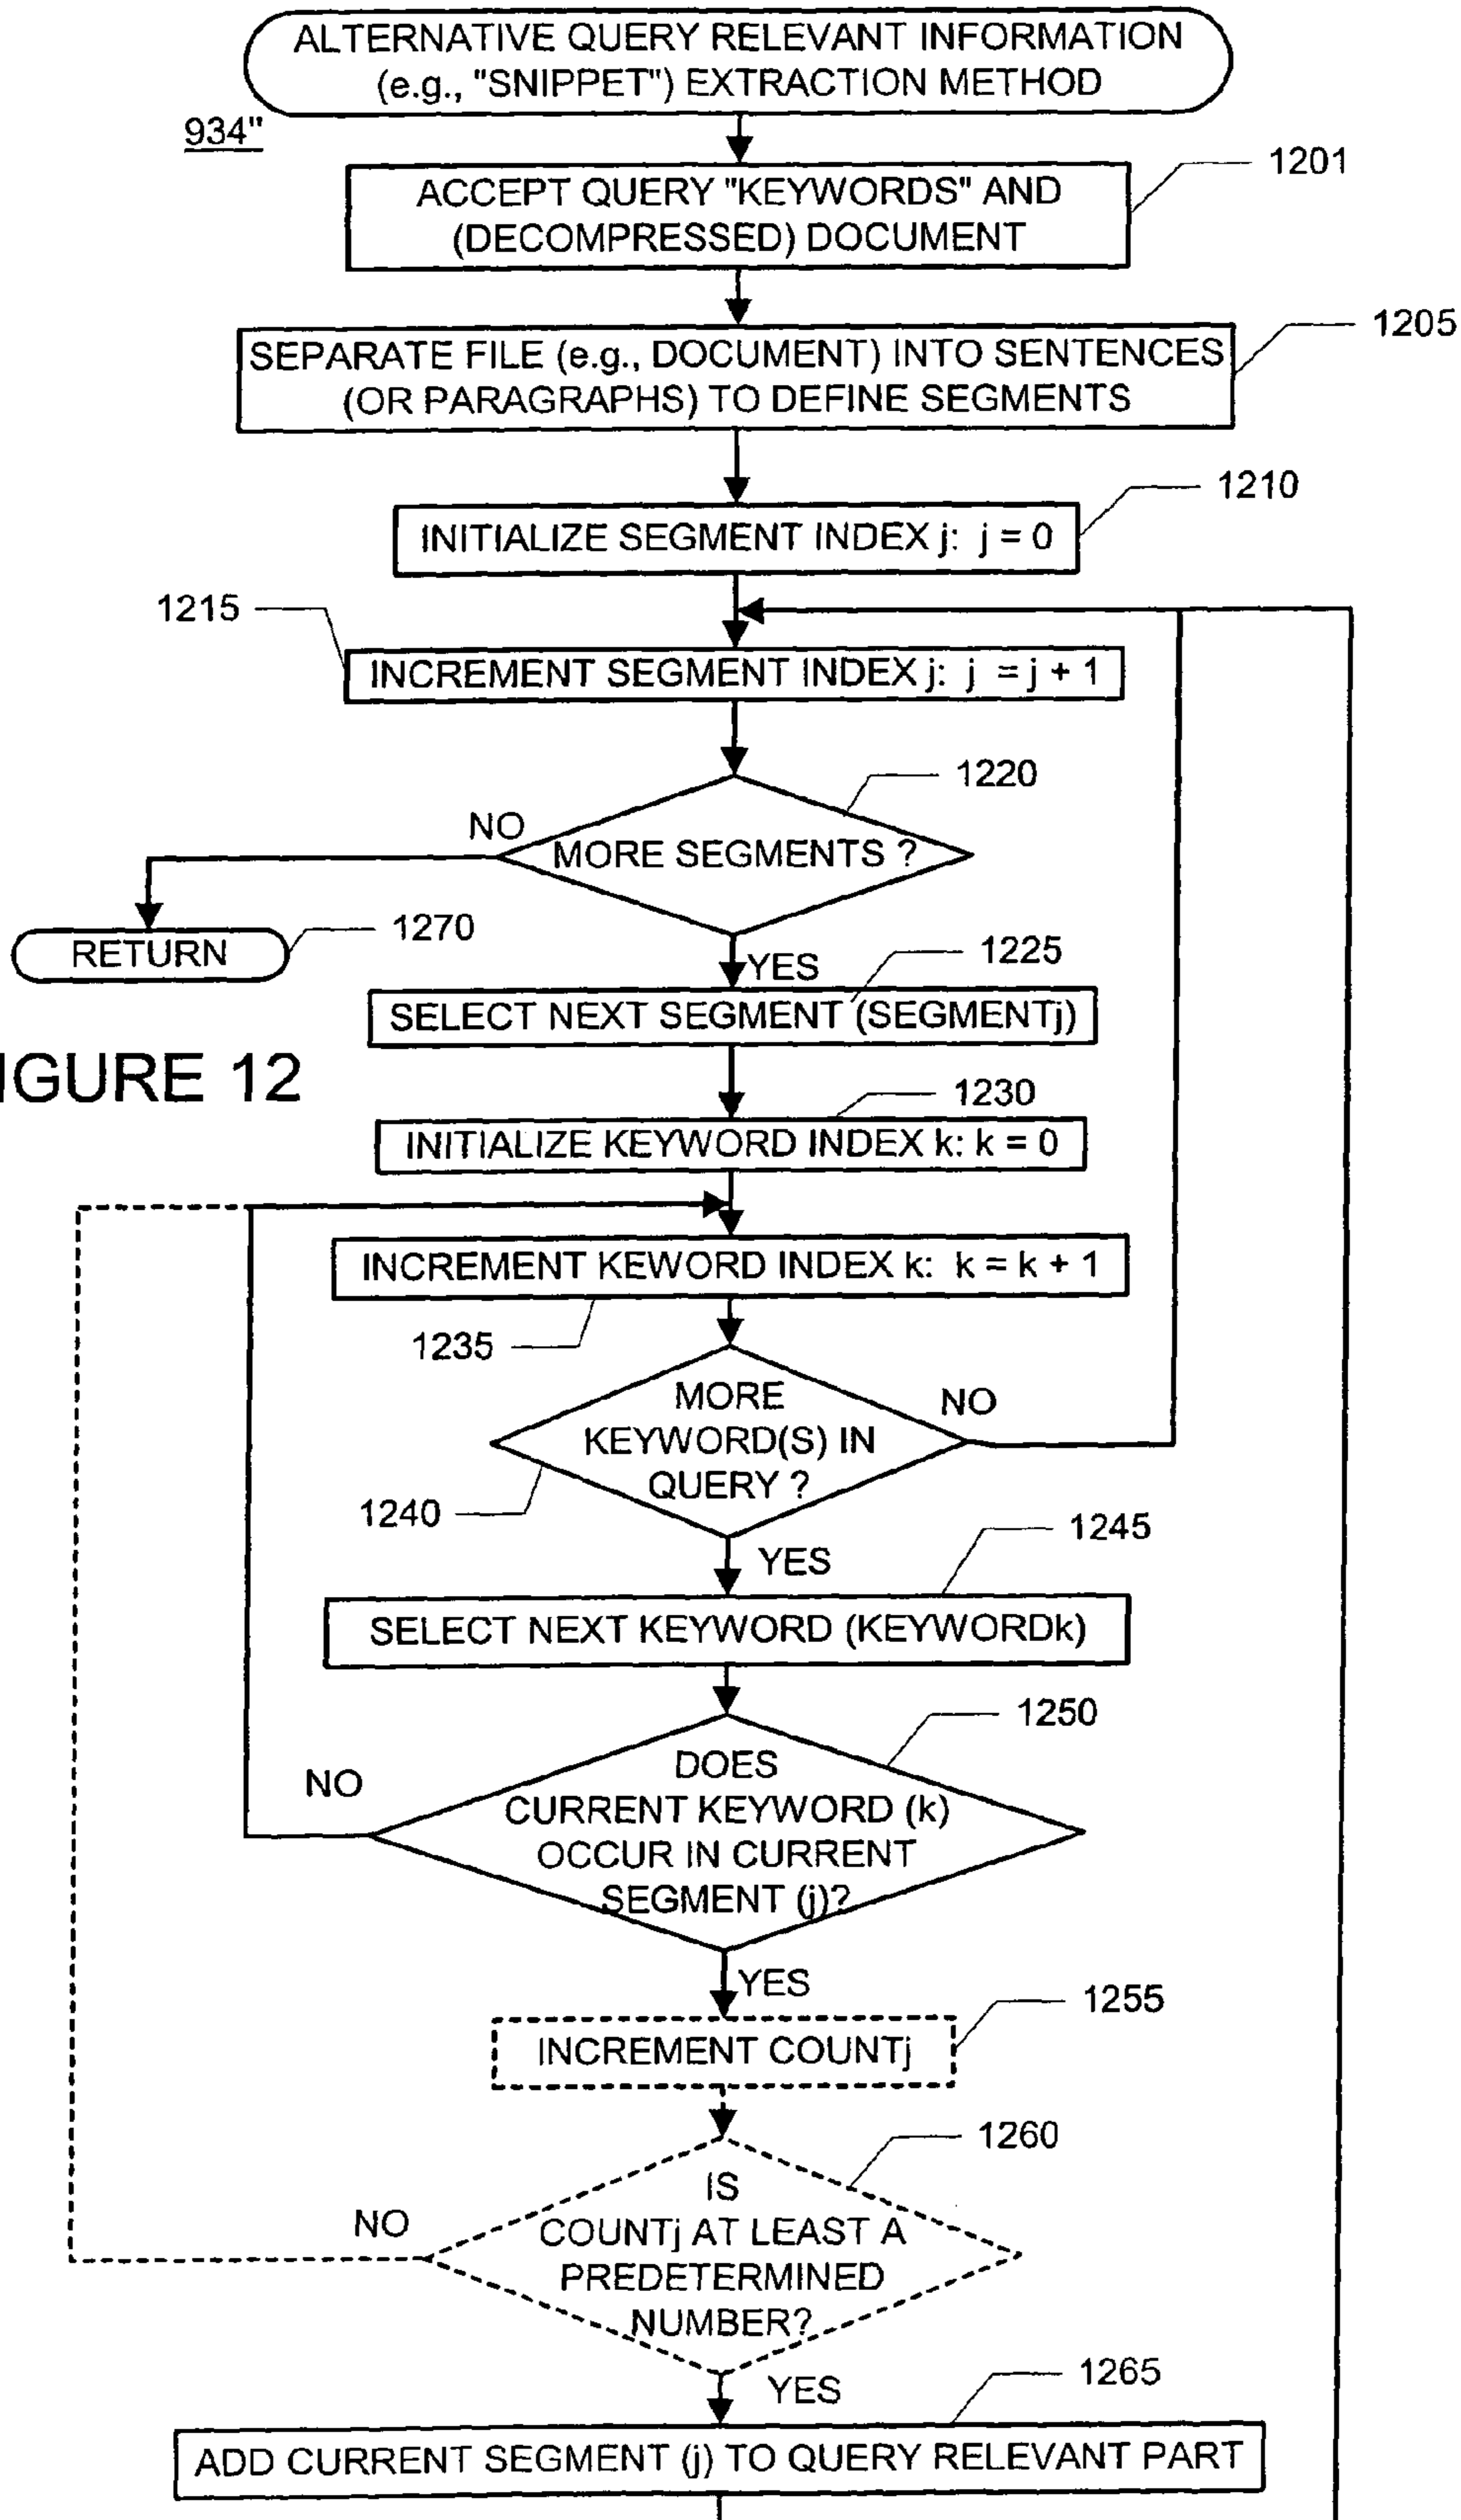 ALTERNATIVE QUERY RELEVANT INFORMATION
(e.g., "SNIPPET") EXTRACTION METHOD
934"
1201
ACCEPT QUERY "KEYWORDS" AND
(DECOMPRESSED) DOCUMENT
1205
SEPARATE FILE (e.g., DOCUMENT) INTO SENTENCES
(OR PARAGRAPHS) TO DEFINE SEGMENTS
1210
INITIALIZE SEGMENT INDEX j: j = 0
1215
INCREMENT SEGMENT INDEX j: j = j + 1
1220
NO
MORE SEGMENTS ?
1270
RETURN
YES
1225
SELECT NEXT SEGMENT (SEGMENTj)
IGURE 12
1230
INITIALIZE KEYWORD INDEX k: k = 0
INCREMENT KEWORD INDEX k: k = k + 1
1235
MORE
KEYWORD(S) IN
QUERY ?
NO
1240
YES
1245
SELECT NEXT KEYWORD (KEYWORDk)
1250
NO
DOES
CURRENT KEYWORD (k)
OCCUR IN CURRENT
SEGMENT (j)?
YES
1255
INCREMENT COUNTj
1260
NO
IS
COUNTj AT LEAST A
PREDETERMINED
NUMBER?
YES
1265
ADD CURRENT SEGMENT (j) TO QUERY RELEVANT PART